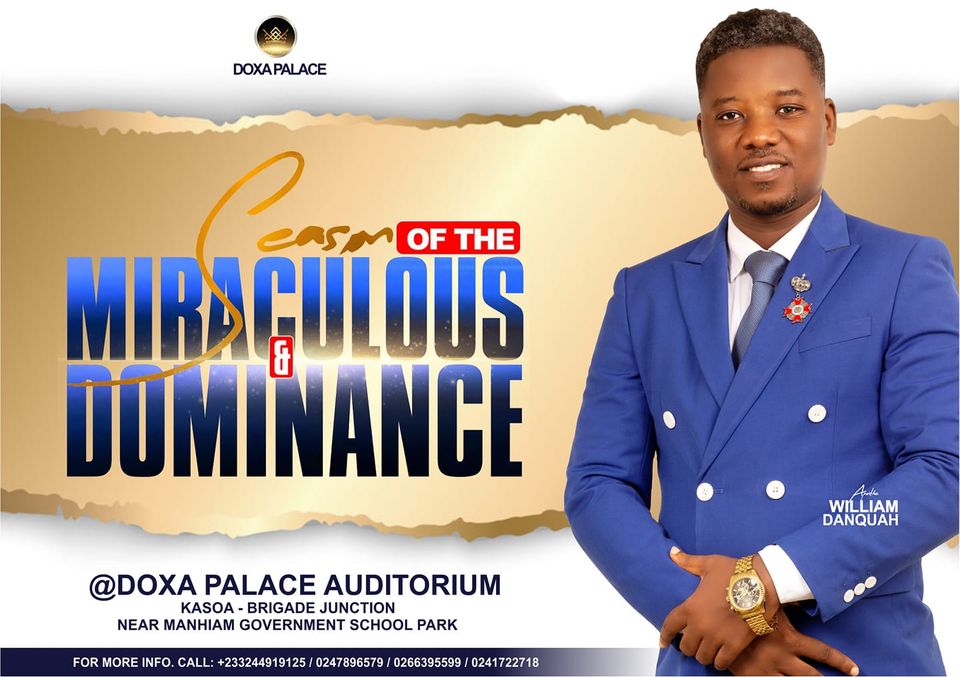 DOXA PALACE
Season OF THE
MIRACULOUS
&
DOMINANCE
Apostle
WILLIAM
DANQUAH
@DOXA PALACE AUDITORIUM
KASOA - BRIGADE JUNCTION
NEAR MANHIAM GOVERNMENT SCHOOL PARK
FOR MORE INFO. CALL: +233244919125 / 0247896579 / 0266395599 / 0241722718